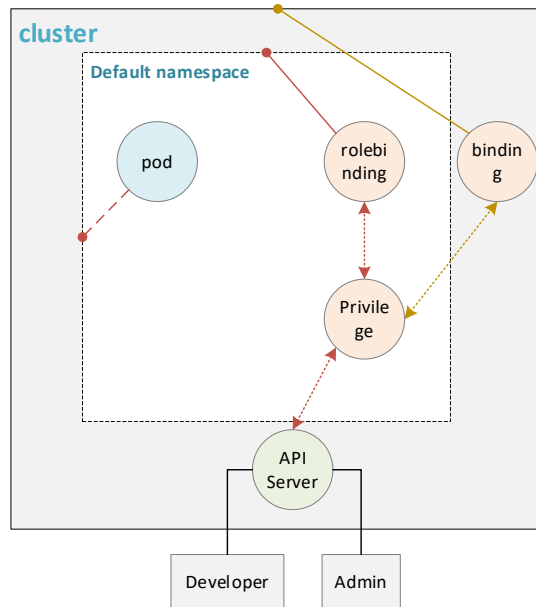 cluster
Default namespace
pod
rolebi
nding
bindin
g
Privile
ge
API
Server
Developer
Admin